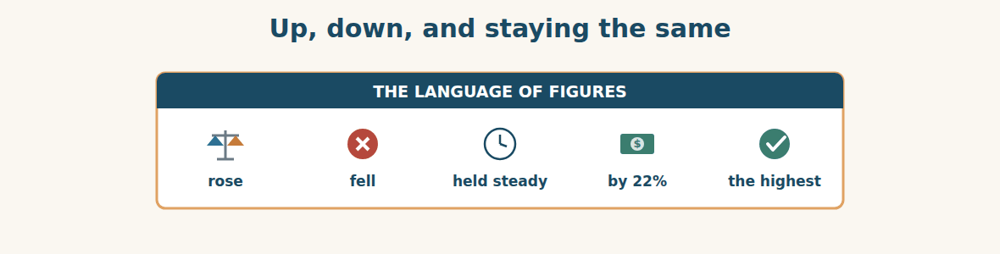 Up, down, and staying the same
THE LANGUAGE OF FIGURES
$
rose
fell
held steady
by 22%
the highest